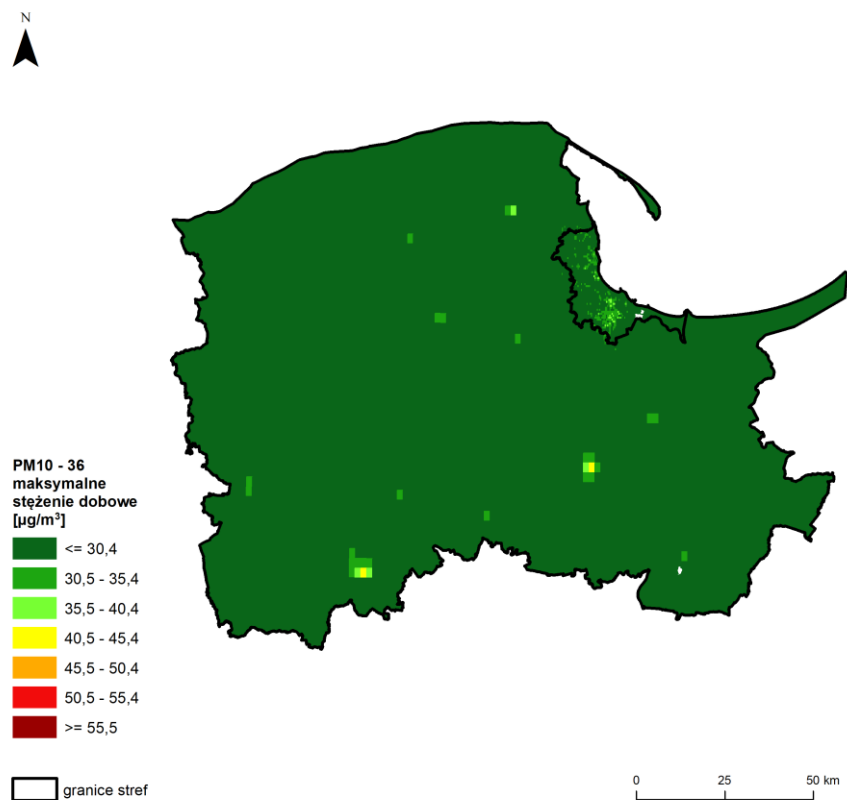 N
PM10 - 36
maksymalne
stężenie dobowe
[µg/m³]
<= 30,4
30,5 - 35,4
35,5 - 40,4
40,5 - 45,4
45,5 - 50,4
50,5 - 55,4
>= 55,5
granice stref
0 25 50 km